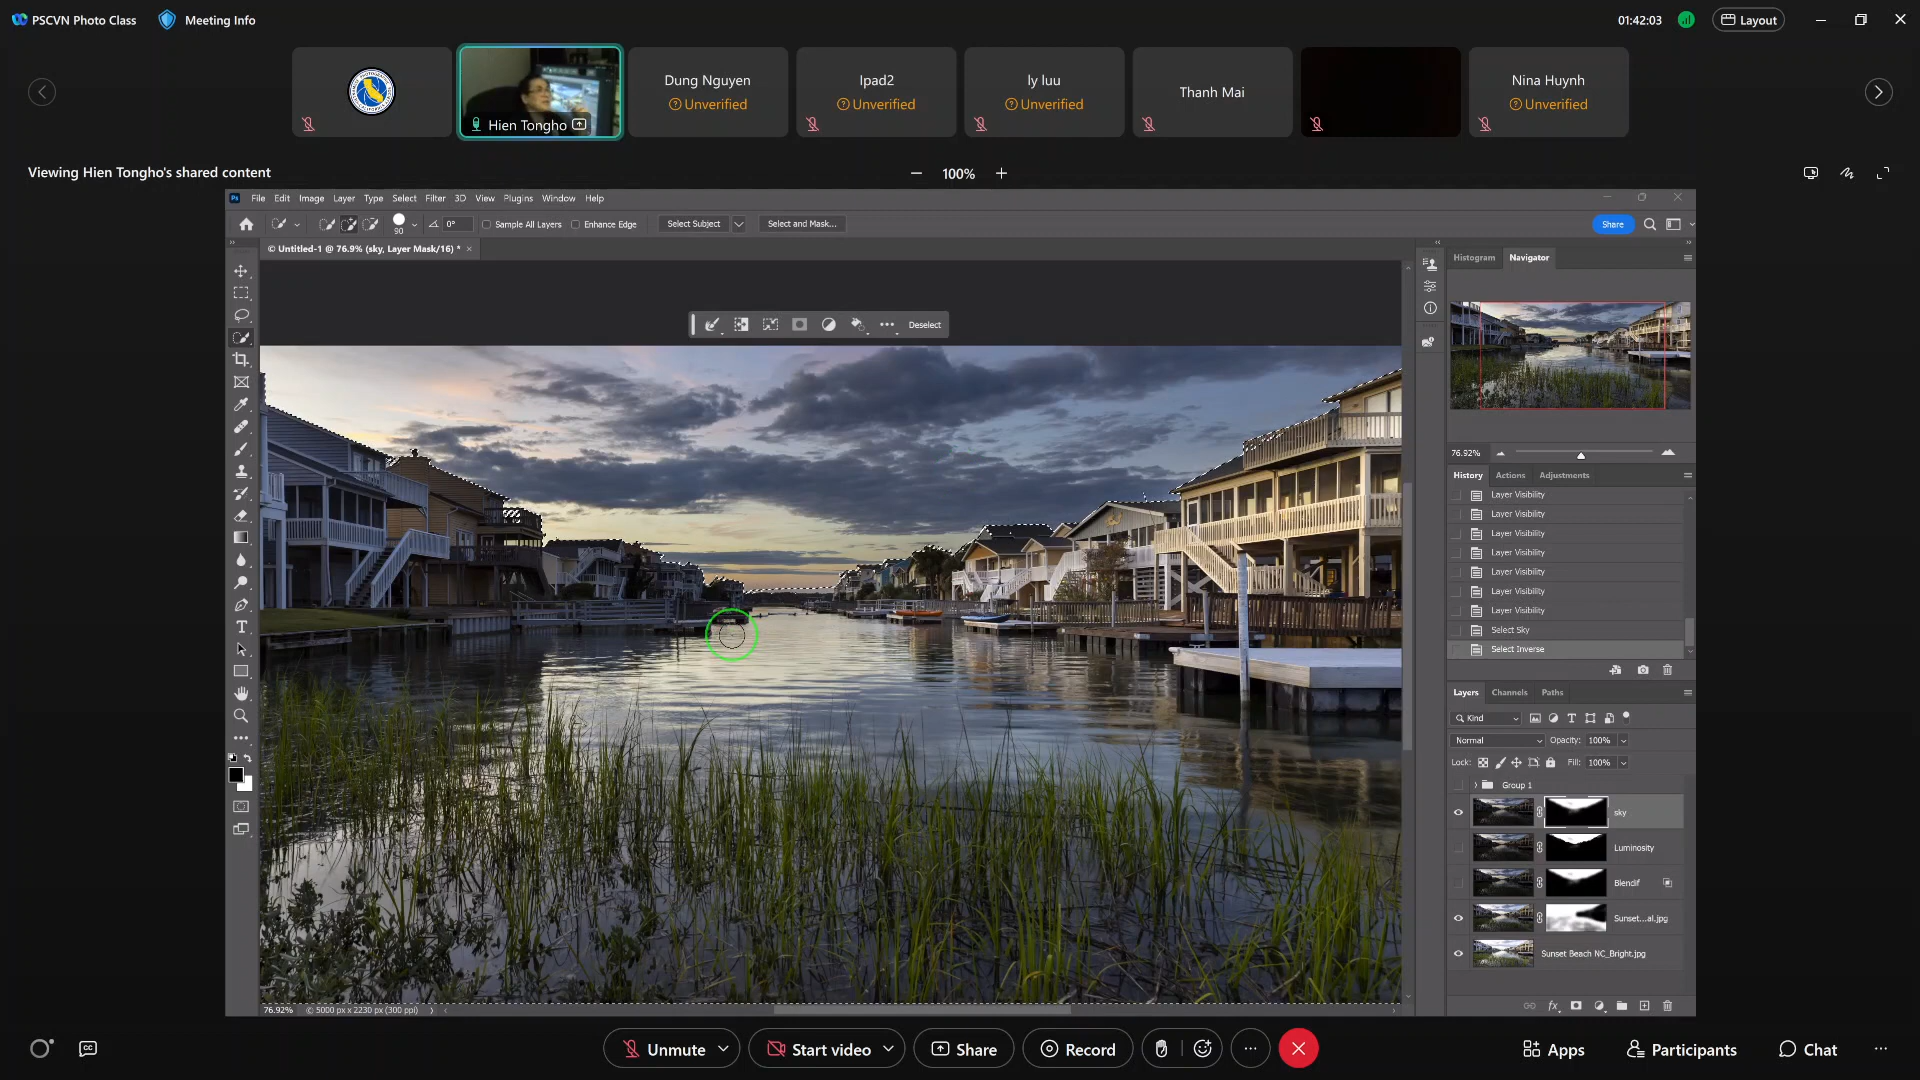 PSCVN Photo Class
Meeting Info
01:42:03
Layout
Hien Tongho
Dung Nguyen
Unverified
Ipad2
Unverified
ly luu
Unverified
Thanh Mai
Nina Huynh
Unverified
Viewing Hien Tongho's shared content
100%
Ps
File Edit Image Layer Type Select Filter 3D View Plugins Window Help
90
0°
Sample All Layers
Enhance Edge
Select Subject
Select and Mask...
Share
© Untitled-1 @ 76.9% (sky, Layer Mask/16) *
Deselect
Histogram
Navigator
76.92%
History
Actions
Adjustments
Layer Visibility
Layer Visibility
Layer Visibility
Layer Visibility
Layer Visibility
Layer Visibility
Layer Visibility
Select Sky
Select Inverse
Layers
Channels
Paths
Kind
Normal
Opacity: 100%
Lock:
Fill: 100%
Group 1
sky
Luminosity
Blendif
Sunset...al.jpg
Sunset Beach NC_Bright.jpg
fx
76.92%
© 5000 px x 2230 px (300 ppi)
CC
Unmute
Start video
Share
Record
Apps
Participants
Chat